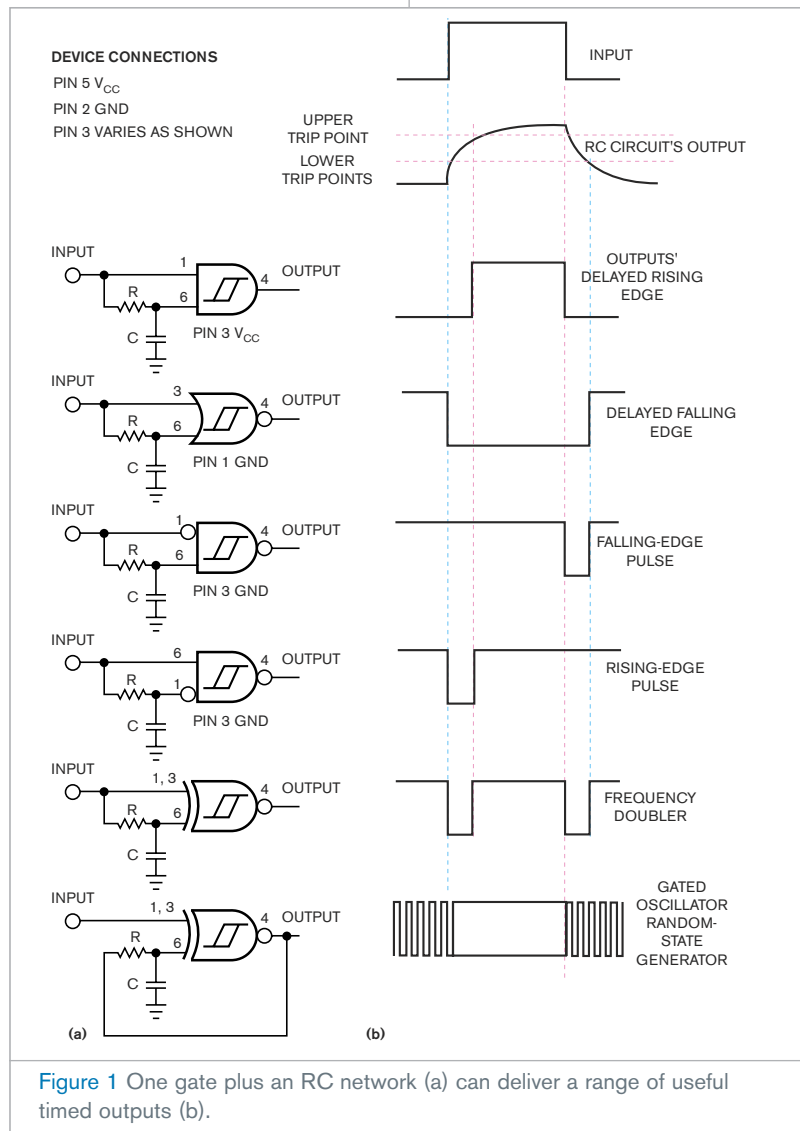 DEVICE CONNECTIONS
PIN 5 VCC
PIN 2 GND
PIN 3 VARIES AS SHOWN
INPUT
UPPER
TRIP POINT
LOWER
TRIP POINTS
RC CIRCUIT'S OUTPUT
INPUT
1
4
OUTPUT
R
6
C
PIN 3 VCC
OUTPUTS'
DELAYED RISING
EDGE
INPUT
3
4
OUTPUT
R
6
C
PIN 1 GND
DELAYED FALLING
EDGE
INPUT
1
4
OUTPUT
R
6
C
PIN 3 GND
FALLING-EDGE
PULSE
INPUT
6
4
OUTPUT
R
1
C
PIN 3 GND
RISING-EDGE
PULSE
INPUT
1, 3
4
OUTPUT
R
6
C
FREQUENCY
DOUBLER
INPUT
1, 3
4
OUTPUT
R
6
C
GATED
OSCILLATOR
RANDOM-
STATE
GENERATOR
(a)
(b)
Figure 1 One gate plus an RC network (a) can deliver a range of useful
timed outputs (b).